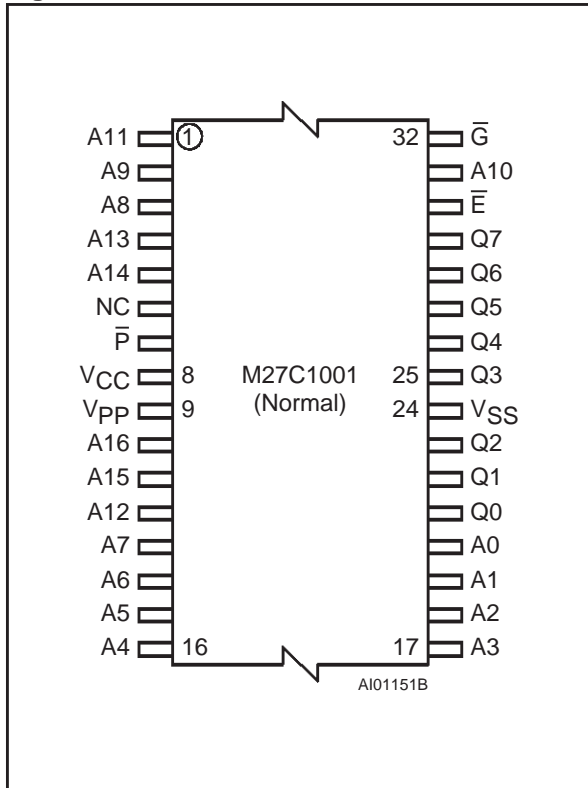 A11 1 32 G̅
A9 A10
A8 E̅
A13 Q7
A14 Q6
NC Q5
P̅ Q4
VCC 8 M27C1001 25 Q3
VPP 9 (Normal) 24 VSS
A16 Q2
A15 Q1
A12 Q0
A7 A0
A6 A1
A5 A2
A4 16 17 A3
AI01151B